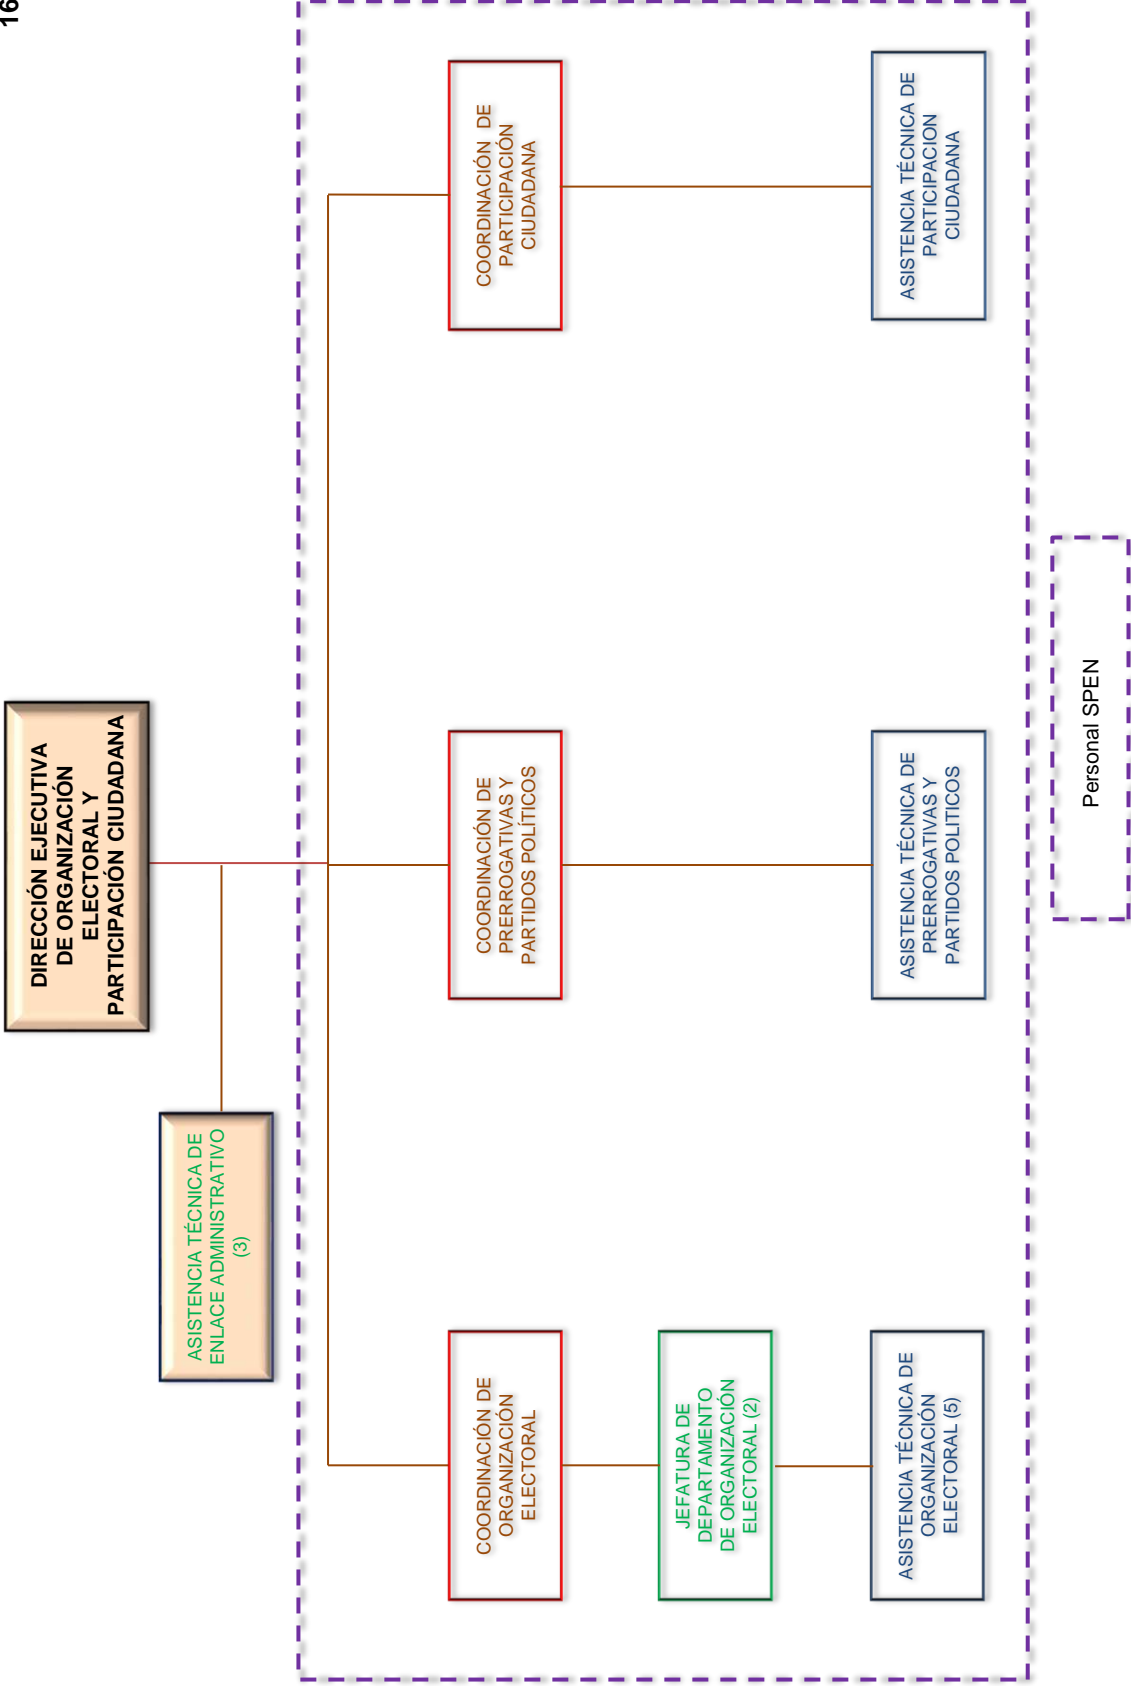 16
DIRECCIÓN EJECUTIVA
DE ORGANIZACIÓN
ELECTORAL Y
PARTICIPACIÓN CIUDADANA
ASISTENCIA TÉCNICA DE
ENLACE ADMINISTRATIVO
(3)
COORDINACIÓN DE
ORGANIZACIÓN
ELECTORAL
COORDINACIÓN DE
PRERROGATIVAS Y
PARTIDOS POLÍTICOS
COORDINACIÓN DE
PARTICIPACIÓN
CIUDADANA
JEFATURA DE
DEPARTAMENTO
DE ORGANIZACIÓN
ELECTORAL (2)
ASISTENCIA TÉCNICA DE
ORGANIZACIÓN
ELECTORAL (5)
ASISTENCIA TÉCNICA DE
PRERROGATIVAS Y
PARTIDOS POLITICOS
ASISTENCIA TÉCNICA DE
PARTICIPACION
CIUDADANA
Personal SPEN